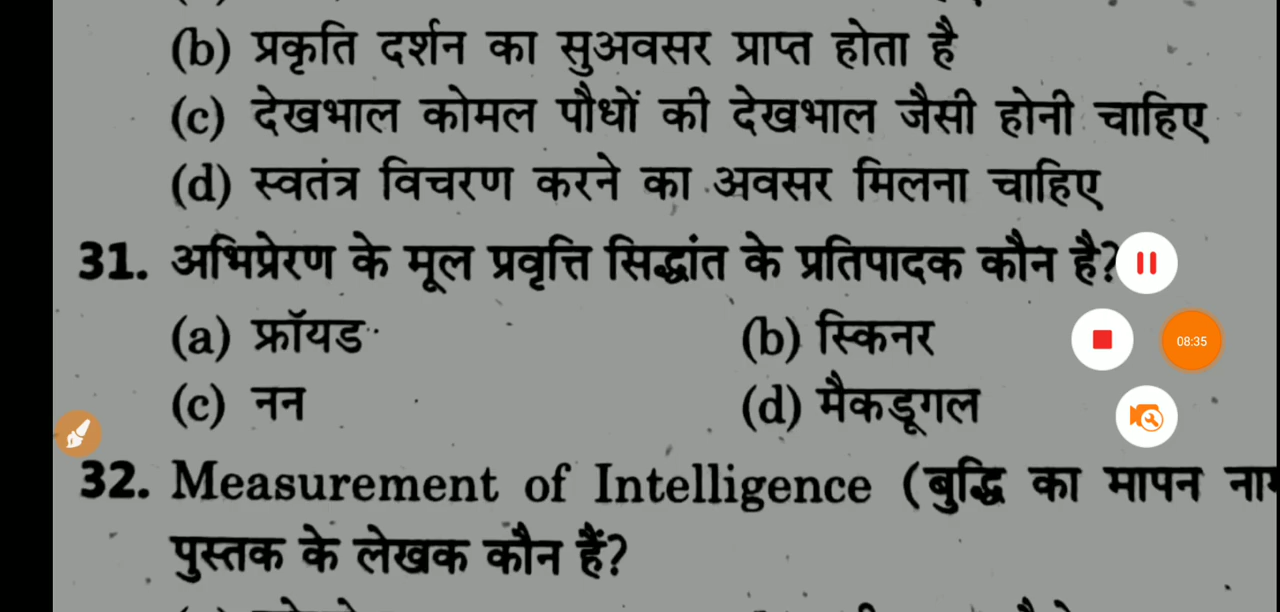 (b) प्रकृति दर्शन का सुअवसर प्राप्त होता है
(c) देखभाल कोमल पौधों की देखभाल जैसी होनी चाहिए
(d) स्वतंत्र विचरण करने का अवसर मिलना चाहिए
31. अभिप्रेरण के मूल प्रवृत्ति सिद्धांत के प्रतिपादक कौन है?
(a) फ्रॉयड (b) स्किनर
08:35
(c) नन (d) मैकडूगल
32. Measurement of Intelligence (बुद्धि का मापन
पुस्तक के लेखक कौन हैं?